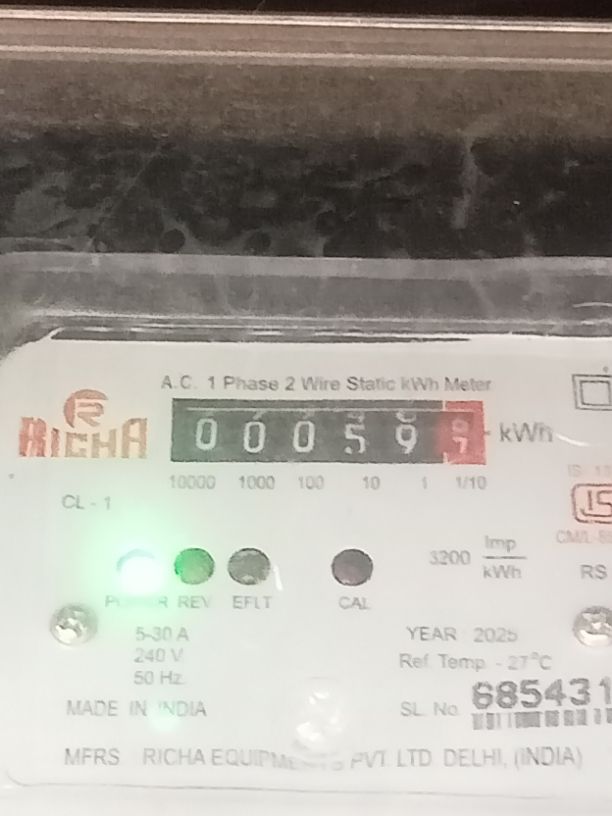 A.C. 1 Phase 2 Wire Static kWh Meter
RICHA
0 0 0 5 9 kWh
10000 1000 100 10 1 1/10
CL - 1
3200 Imp
kWh
REV EFLT CAL
RS
5-30 A
240 V
50 Hz
YEAR 2025
Ref Temp - 27°C
MADE IN INDIA
SL. No. 685431
MFRS RICHA EQUIPMENTS PVT. LTD. DELHI, (INDIA)